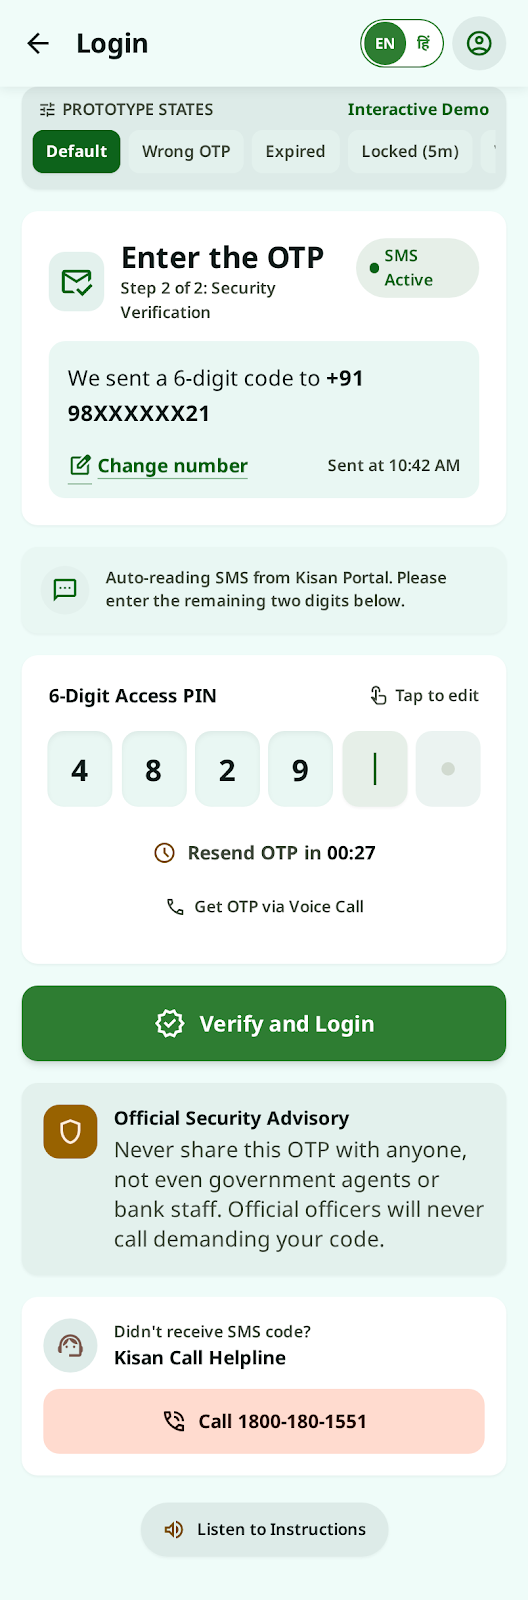 Login
EN
हिं
PROTOTYPE STATES
Interactive Demo
Default
Wrong OTP
Expired
Locked (5m)
Enter the OTP
Step 2 of 2: Security
Verification
SMS
Active
We sent a 6-digit code to +91
98XXXXXX21
Change number
Sent at 10:42 AM
Auto-reading SMS from Kisan Portal. Please
enter the remaining two digits below.
6-Digit Access PIN
Tap to edit
4 8 2 9
Resend OTP in 00:27
Get OTP via Voice Call
Verify and Login
Official Security Advisory
Never share this OTP with anyone,
not even government agents or
bank staff. Official officers will never
call demanding your code.
Didn't receive SMS code?
Kisan Call Helpline
Call 1800-180-1551
Listen to Instructions